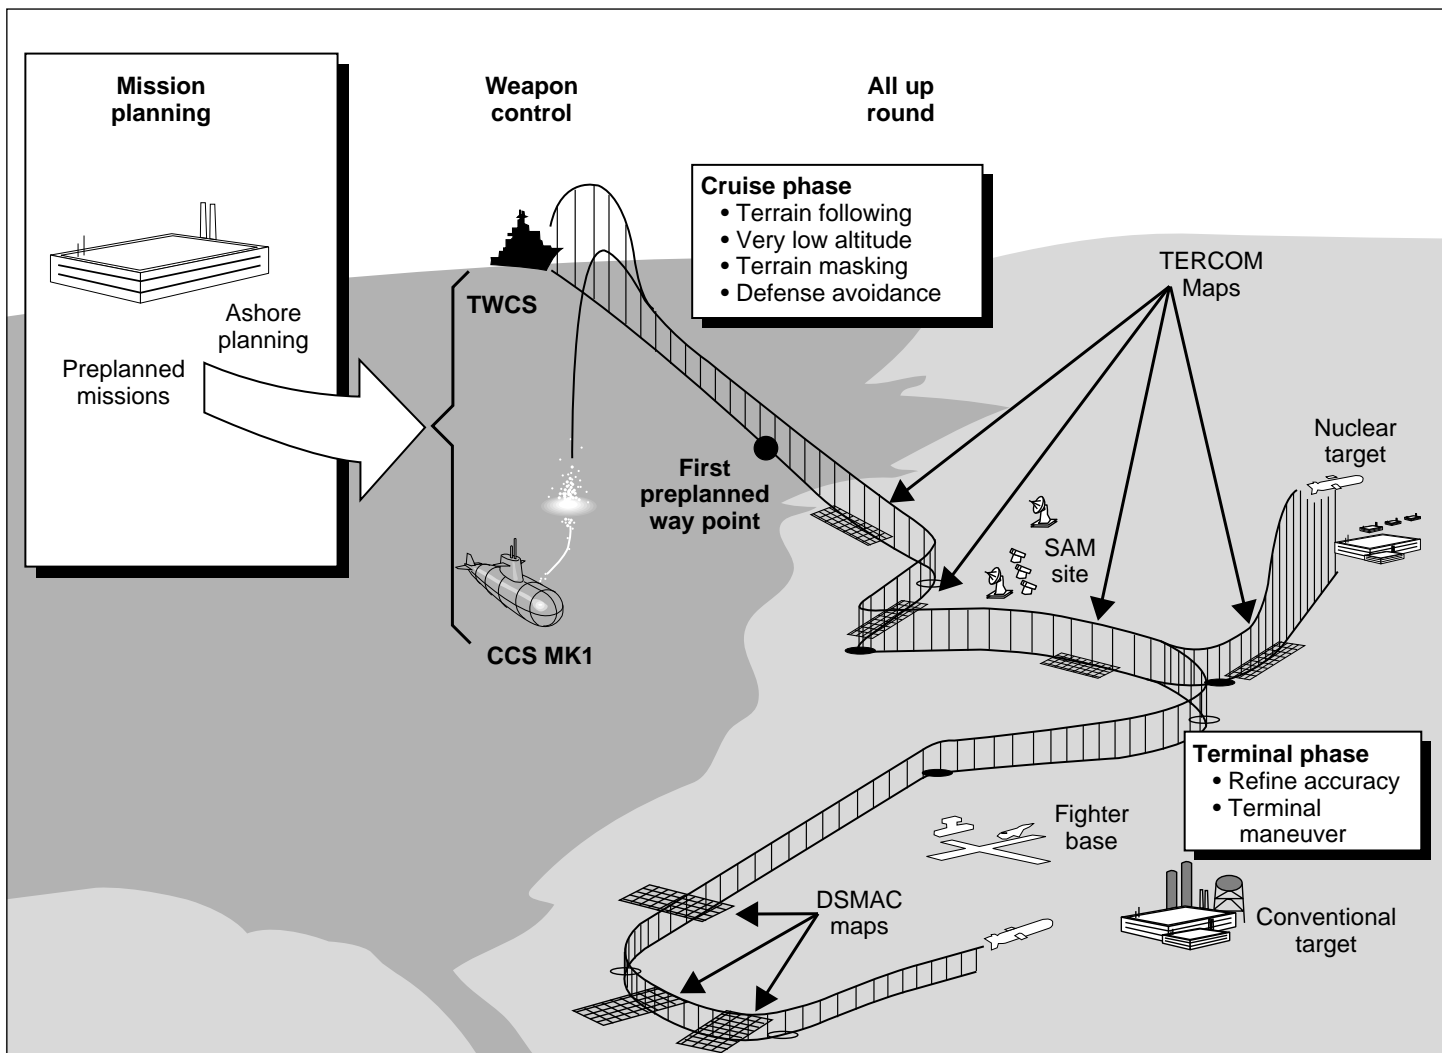 Mission
planning
Ashore
planning
Preplanned
missions
Weapon
control
TWCS
CCS MK1
All up
round
Cruise phase
• Terrain following
• Very low altitude
• Terrain masking
• Defense avoidance
First
preplanned
way point
TERCOM
Maps
SAM
site
Nuclear
target
Terminal phase
• Refine accuracy
• Terminal
maneuver
Fighter
base
DSMAC
maps
Conventional
target